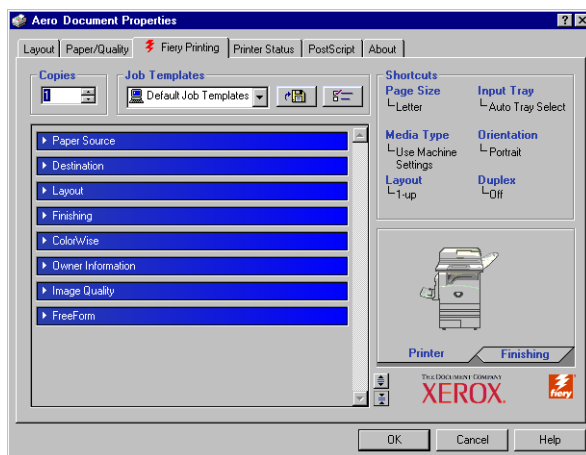 Aero Document Properties
Layout Paper/Quality Fiery Printing Printer Status PostScript About
Copies
1
Job Templates
Default Job Templates
Paper Source
Destination
Layout
Finishing
ColorWise
Owner Information
Image Quality
FreeForm
Shortcuts
Page Size Input Tray
Letter Auto Tray Select
Media Type Orientation
Use Machine Settings Portrait
Layout Duplex
1-up Off
Printer Finishing
THE DOCUMENT COMPANY
XEROX.
fiery
OK Cancel Help